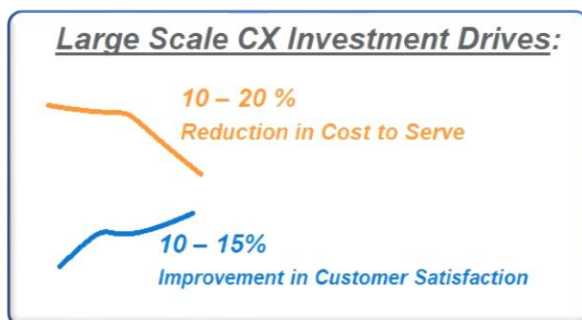 Large Scale CX Investment Drives:
10 – 20 %
Reduction in Cost to Serve
10 – 15%
Improvement in Customer Satisfaction